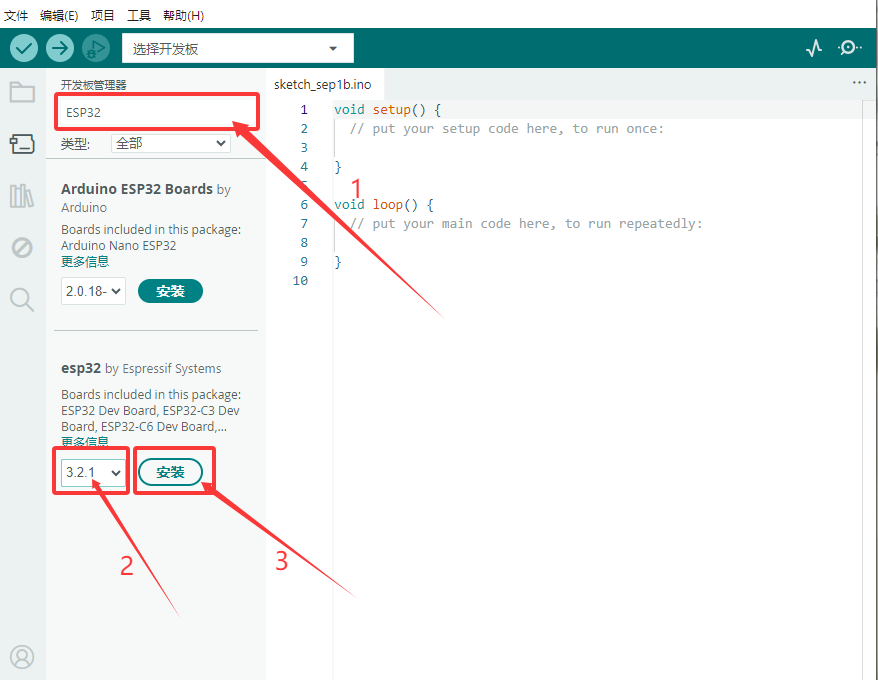 文件 编辑(E) 项目 工具 帮助(H)
选择开发板
开发板管理器
ESP32
类型: 全部
Arduino ESP32 Boards by
Arduino
Boards included in this package:
Arduino Nano ESP32
更多信息
2.0.18- 安装
esp32 by Espressif Systems
Boards included in this package:
ESP32 Dev Board, ESP32-C3 Dev
Board, ESP32-C6 Dev Board,...
更多信息
3.2.1 安装
sketch_sep1b.ino
1 void setup() {
2 // put your setup code here, to run once:
3
4 }
5
6 void loop() {
7 // put your main code here, to run repeatedly:
8
9 }
10
1
2
3